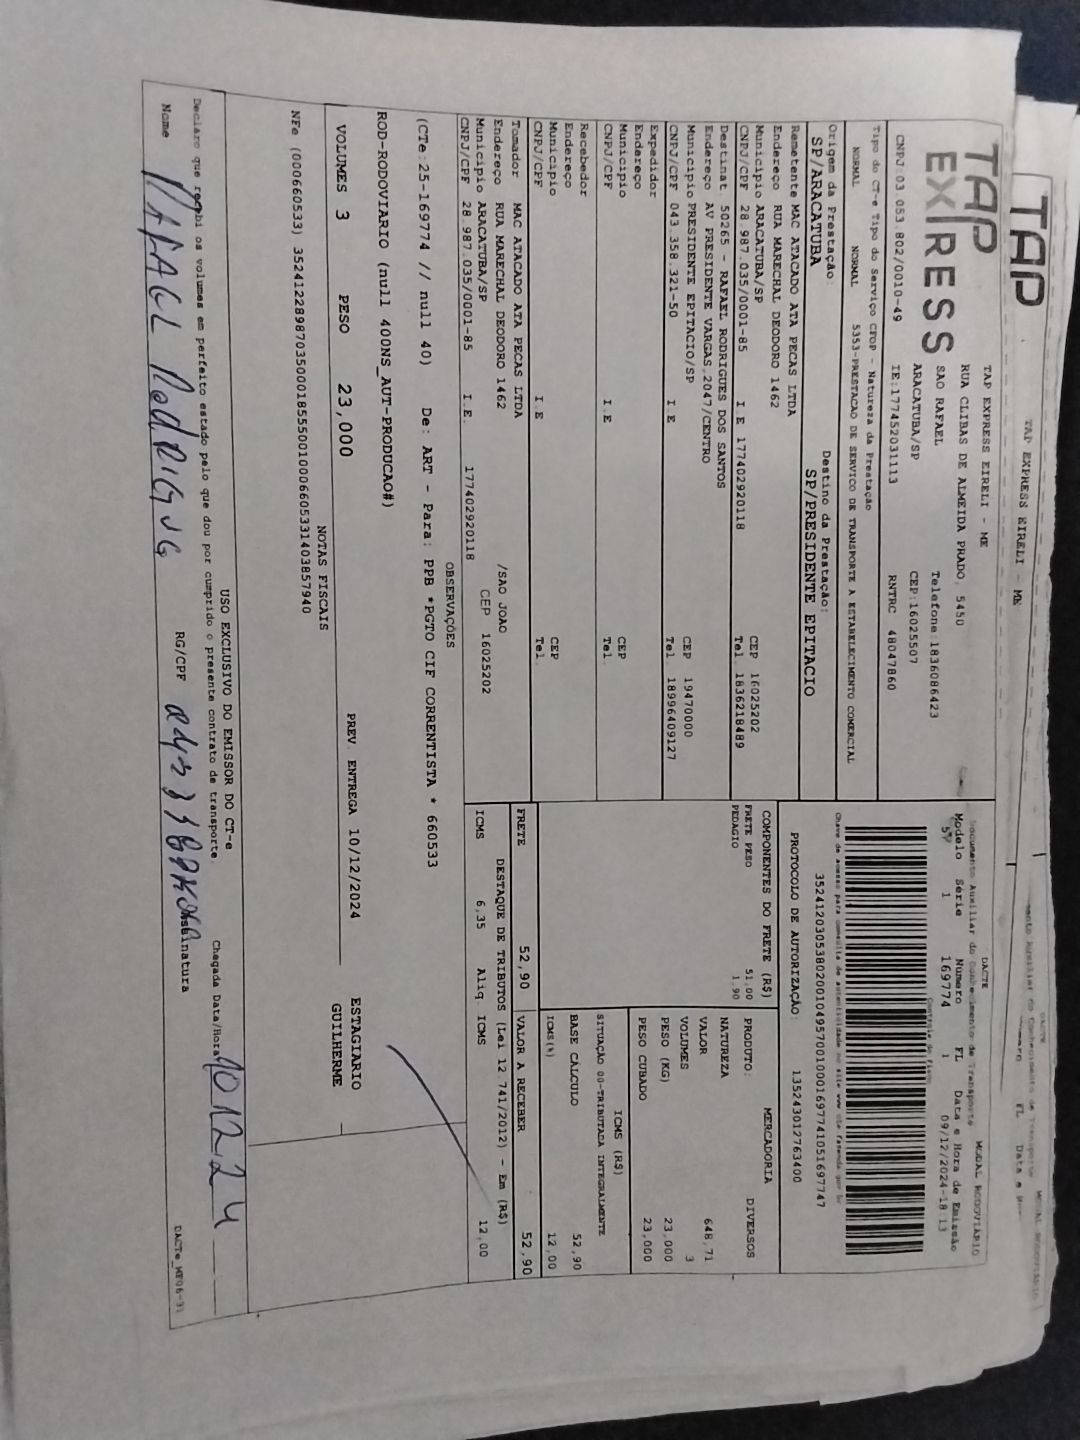 TAP
TAP EXPRESS EIRELI - ME
TAP
EXPRESS
TAP EXPRESS EIRELI - ME
RUA CLIBAS DE ALMEIDA PRADO, 5450
SAO RAFAEL
Telefone:1836086423
ARACATUBA/SP
CEP:16025507
CNPJ:03.053.802/0010-49
IE:177452031113
RNTRC 48047860
DACTE
Documento Auxiliar do Conhecimento de Transporte
MODAL RODOVIÁRIO
Modelo Série Numero FL Data e Hora de Emissão
57 1 169774 1 09/12/2024-18:13
Controle do Fisco
Tipo do CT-e Tipo do Serviço CFOP - Natureza da Prestação
NORMAL NORMAL 5353-PRESTACAO DE SERVICO DE TRANSPORTE A ESTABELECIMENTO COMERCIAL
Chave de acesso para consulta de autenticidade no site
35241203053802001049570010001697741051697747
PROTOCOLO DE AUTORIZAÇÃO: 135243012763400
Origem da Prestação:
SP/ARACATUBA
Destino da Prestação:
SP/PRESIDENTE EPITACIO
Remetente MAC ATACADO ATA PECAS LTDA
Endereço RUA MARECHAL DEODORO 1462
Municipio ARACATUBA/SP CEP 16025202
CNPJ/CPF 28.987.035/0001-85 I.E 177402920118 Tel. 1836218489
Destinat. 50265 - RAFAEL RODRIGUES DOS SANTOS
Endereço AV PRESIDENTE VARGAS,2047/CENTRO
Municipio PRESIDENTE EPITACIO/SP CEP 19470000
CNPJ/CPF 043.358.321-50 I.E Tel 18996409127
Expedidor
Endereço
Municipio CEP
CNPJ/CPF I.E Tel.
Recebedor
Endereço
Municipio CEP
CNPJ/CPF I.E Tel.
Tomador MAC ATACADO ATA PECAS LTDA
Endereço RUA MARECHAL DEODORO 1462 /SAO JOAO
Municipio ARACATUBA/SP CEP 16025202
CNPJ/CPF 28.987.035/0001-85 I.E. 177402920118
COMPONENTES DO FRETE (R$)
FRETE PESO 51,00
PEDAGIO 1,90
MERCADORIA
PRODUTO: DIVERSOS
NATUREZA
VALOR 648,71
VOLUMES 3
PESO (KG) 23,000
PESO CUBADO 23,000
ICMS (R$)
SITUAÇÃO 00-TRIBUTADA INTEGRALMENTE
BASE CÁLCULO 52,90
ICMS(%) 12,00
FRETE 52,90 VALOR A RECEBER 52,90
DESTAQUE DE TRIBUTOS (Lei 12.741/2012) - Em (R$)
ICMS 6,35 Aliq. ICMS 12,00
OBSERVAÇÕES
(CTe:25-169774 // null 40) De: ART - Para: PPB *PGTO CIF CORRENTISTA * 660533
ROD-RODOVIARIO (null 400NS_AUT-PRODUCAO#)
VOLUMES 3 PESO 23,000 PREV. ENTREGA 10/12/2024
ESTAGIARIO
GUILHERME
NOTAS FISCAIS
NFe (000660533) 35241228987035000185550010006605331403857940
USO EXCLUSIVO DO EMISSOR DO CT-e
Declaro que recebi os volumes em perfeito estado pelo que dou por cumprido o presente contrato de transporte.
Chegada Data/Hora 10 12 24
Nome RAFAEL RODRIGUG RG/CPF Assinatura
DACTe_MF06-31